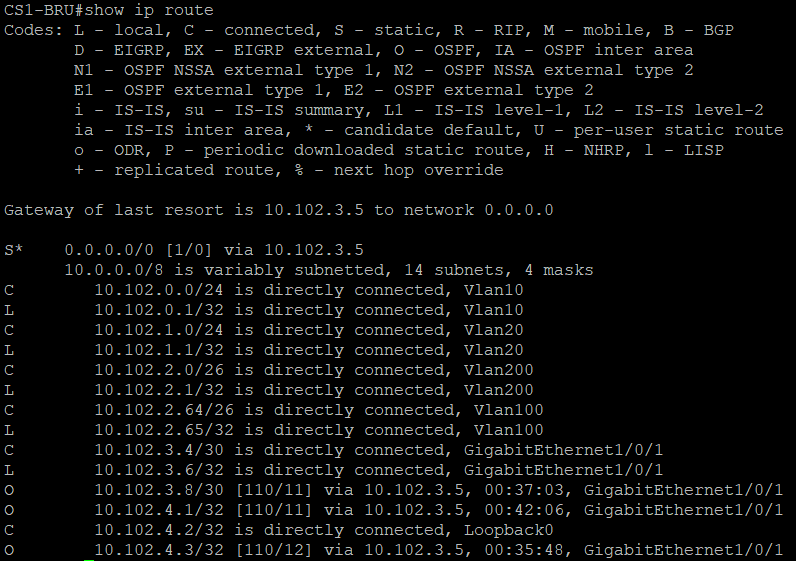 CS1-BRU#show ip route
Codes: L - local, C - connected, S - static, R - RIP, M - mobile, B - BGP
       D - EIGRP, EX - EIGRP external, O - OSPF, IA - OSPF inter area
       N1 - OSPF NSSA external type 1, N2 - OSPF NSSA external type 2
       E1 - OSPF external type 1, E2 - OSPF external type 2
       i - IS-IS, su - IS-IS summary, L1 - IS-IS level-1, L2 - IS-IS level-2
       ia - IS-IS inter area, * - candidate default, U - per-user static route
       o - ODR, P - periodic downloaded static route, H - NHRP, l - LISP
       + - replicated route, % - next hop override

Gateway of last resort is 10.102.3.5 to network 0.0.0.0

S*    0.0.0.0/0 [1/0] via 10.102.3.5
      10.0.0.0/8 is variably subnetted, 14 subnets, 4 masks
C        10.102.0.0/24 is directly connected, Vlan10
L        10.102.0.1/32 is directly connected, Vlan10
C        10.102.1.0/24 is directly connected, Vlan20
L        10.102.1.1/32 is directly connected, Vlan20
C        10.102.2.0/26 is directly connected, Vlan200
L        10.102.2.1/32 is directly connected, Vlan200
C        10.102.2.64/26 is directly connected, Vlan100
L        10.102.2.65/32 is directly connected, Vlan100
C        10.102.3.4/30 is directly connected, GigabitEthernet1/0/1
L        10.102.3.6/32 is directly connected, GigabitEthernet1/0/1
O        10.102.3.8/30 [110/11] via 10.102.3.5, 00:37:03, GigabitEthernet1/0/1
O        10.102.4.1/32 [110/11] via 10.102.3.5, 00:42:06, GigabitEthernet1/0/1
C        10.102.4.2/32 is directly connected, Loopback0
O        10.102.4.3/32 [110/12] via 10.102.3.5, 00:35:48, GigabitEthernet1/0/1